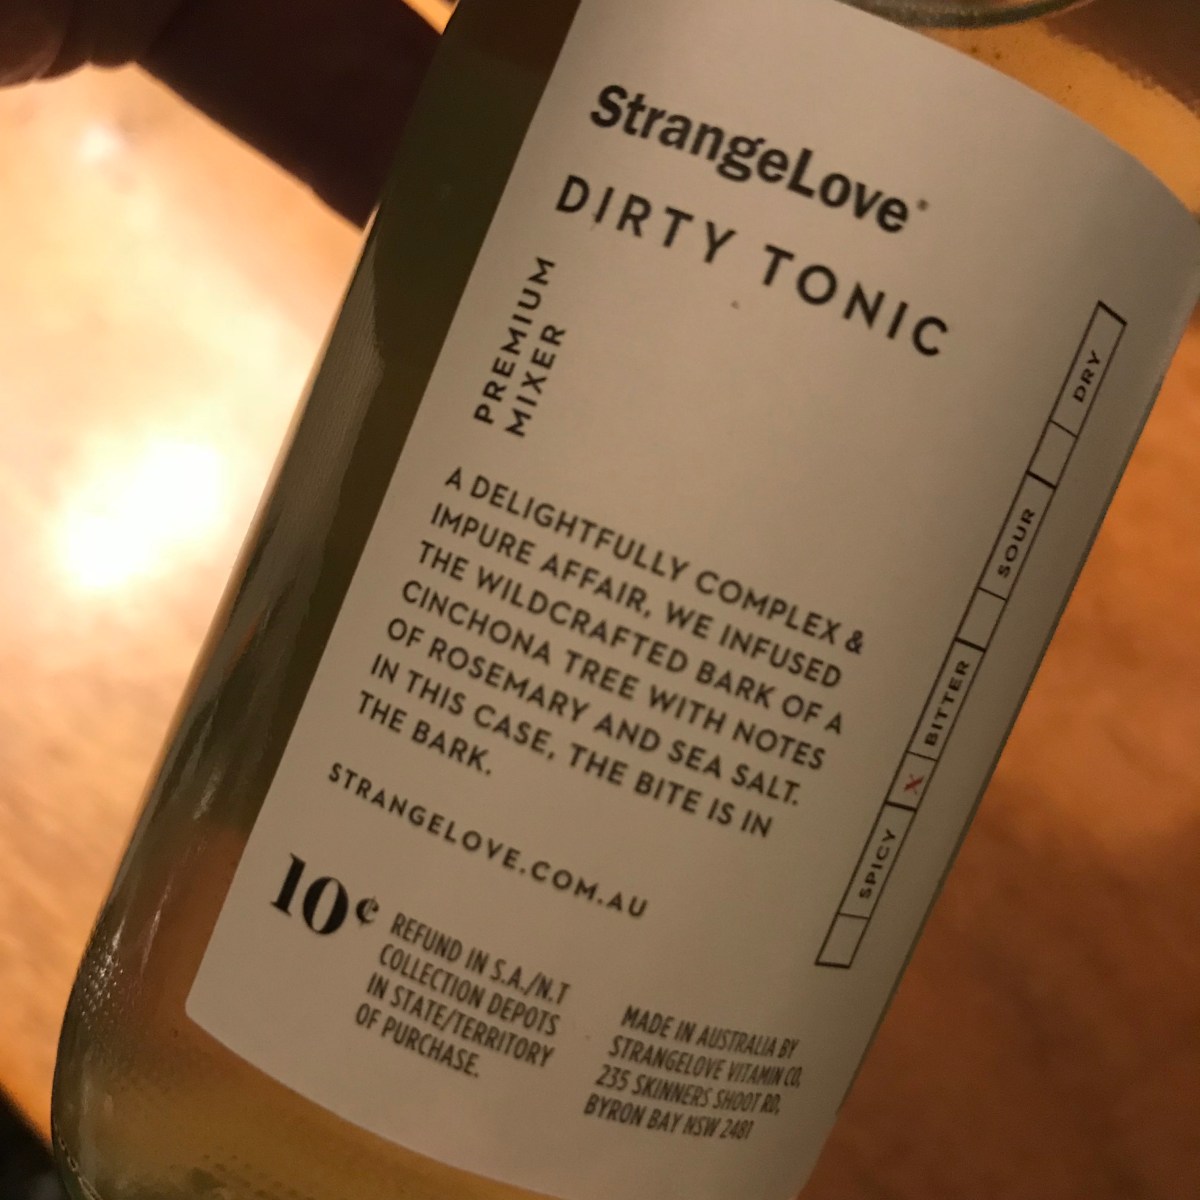 StrangeLove®
DIRTY TONIC
PREMIUM
MIXER
A DELIGHTFULLY COMPLEX &
IMPURE AFFAIR, WE INFUSED
THE WILDCRAFTED BARK OF A
CINCHONA TREE WITH NOTES
OF ROSEMARY AND SEA SALT.
IN THIS CASE, THE BITE IS IN
THE BARK.
STRANGELOVE.COM.AU
10¢
REFUND IN S.A./N.T
COLLECTION DEPOTS
IN STATE/TERRITORY
OF PURCHASE.
MADE IN AUSTRALIA BY
STRANGELOVE VITAMIN CO.
235 SKINNERS SHOOT RD,
BYRON BAY NSW 2481
SPICY
X BITTER
SOUR
DRY